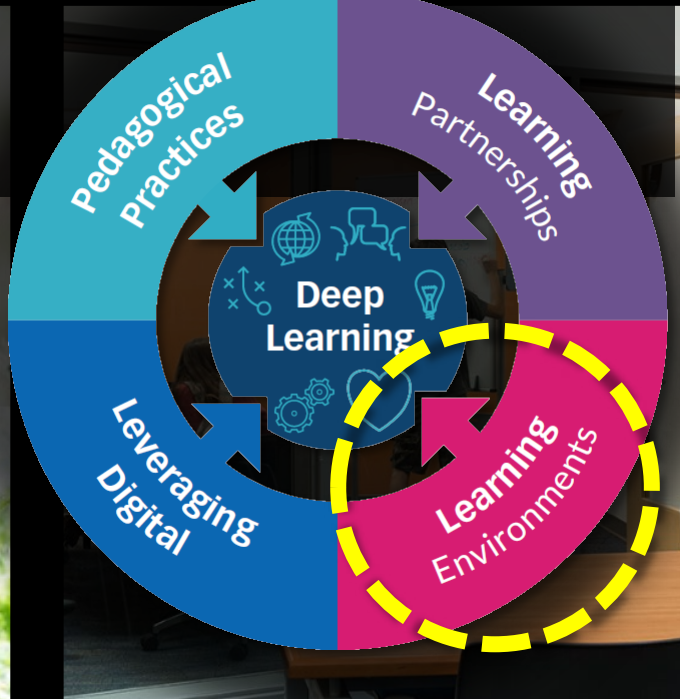 Pedagogical
Practices
Learning
Partnerships
Deep
Learning
Leveraging
Digital
Learning
Environments